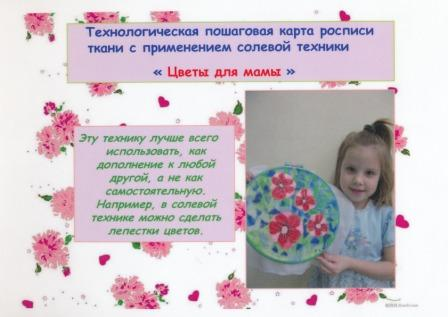 Технологическая пошаговая карта росписи
ткани с применением солевой техники
« Цветы для мамы »
Эту технику лучше всего
использовать, как
дополнение к любой
другой, а не как
самостоятельную.
Например, в солевой
технике можно сделать
лепестки цветов.